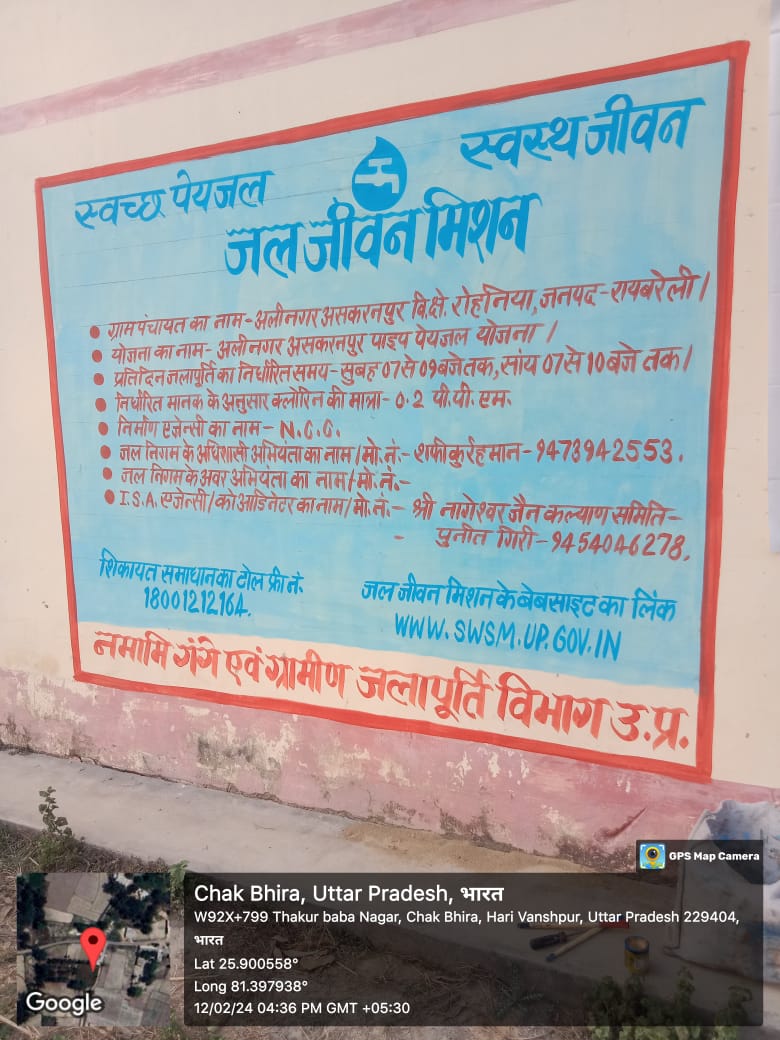 स्वच्छ पेयजल
स्वस्थ जीवन
जल जीवन मिशन
• ग्राम पंचायत का नाम - अलीनगर असकरनपुर वि.क्षे. रोहनिया, जनपद - रायबरेली।
• योजना का नाम - अलीनगर असकरनपुर पाइप पेयजल योजना।
• प्रतिदिन जलापूर्ति का निर्धारित समय - सुबह 07 से 09 बजे तक, सांय 07 से 10 बजे तक।
• निर्धारित मानक के अनुसार क्लोरिन की मात्रा - 0.2 पी.पी.एम.
• निर्माण एजेन्सी का नाम - N.C.C.
• जल निगम के अधिशासी अभियंता का नाम/मो.नं. - शफीकुर्रहमान - 9473942553.
• जल निगम के अवर अभियंता का नाम/मो.नं. -
• I.S.A. एजेन्सी/को आडिनेटर का नाम/मो.नं. - श्री नागेश्वर जैन कल्याण समिति -
- पुनीत गिरी - 9454046278.
शिकायत समाधान का टोल फ्री नं.
18001212164.
जल जीवन मिशन के बेबसाइट का लिंक
WWW.SWSM.UP.GOV.IN
नमामि गंगे एवं ग्रामीण जलापूर्ति विभाग उ.प्र.
GPS Map Camera
Chak Bhira, Uttar Pradesh, भारत
W92X+799 Thakur baba Nagar, Chak Bhira, Hari Vanshpur, Uttar Pradesh 229404,
भारत
Lat 25.900558°
Long 81.397938°
12/02/24 04:36 PM GMT +05:30
Google